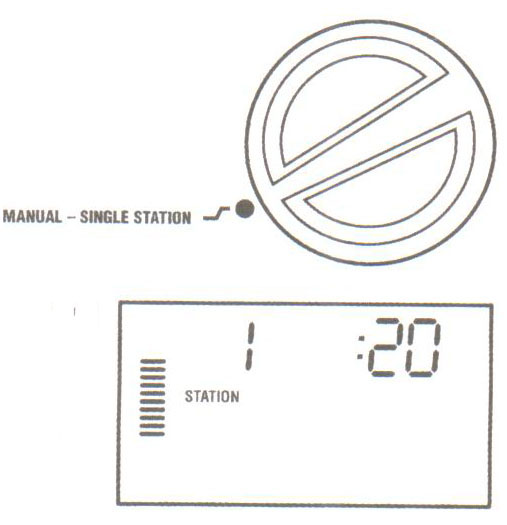 MANUAL – SINGLE STATION
1 :20
STATION